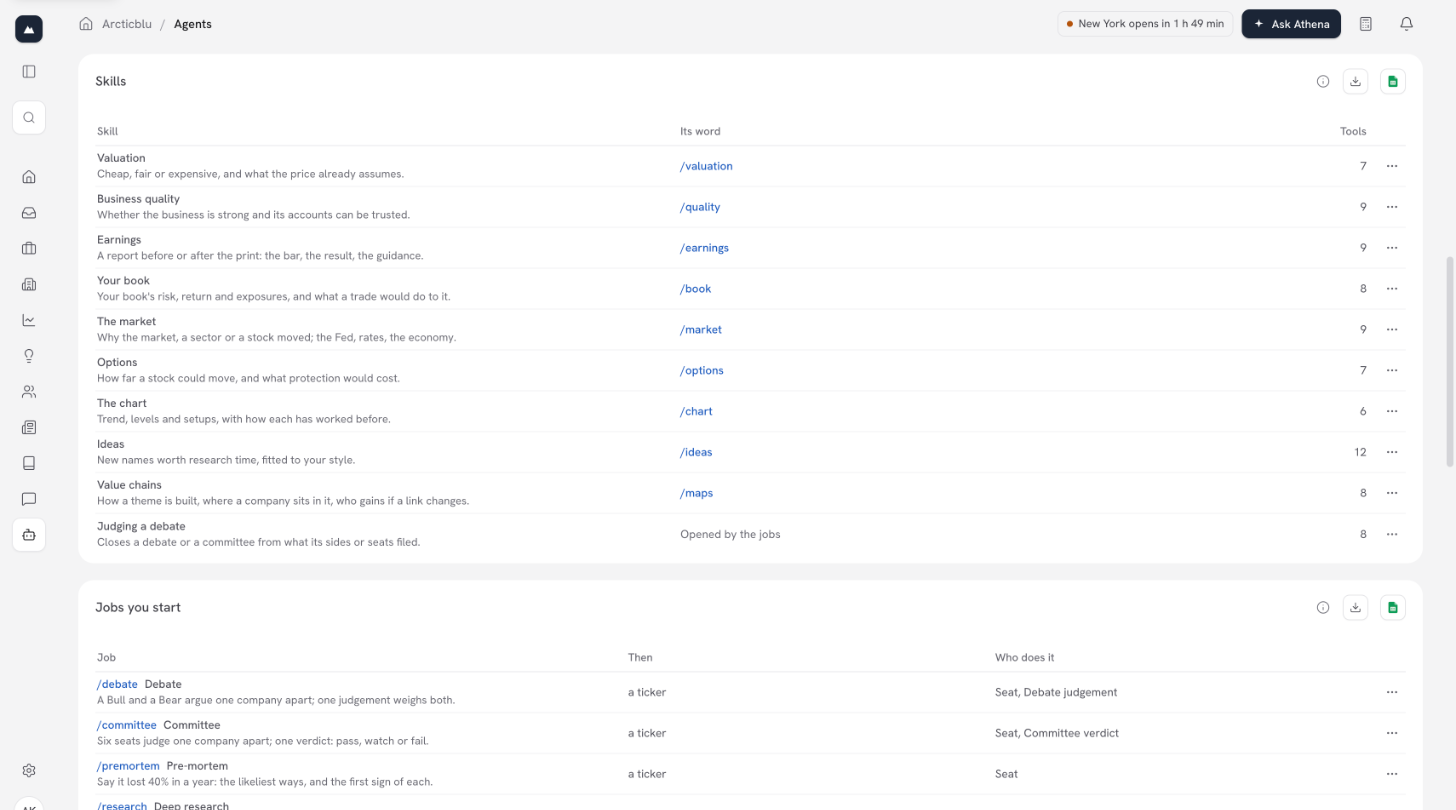 Arcticblu / Agents
New York opens in 1 h 49 min
Ask Athena
Skills
Skill Its word Tools
Valuation
Cheap, fair or expensive, and what the price already assumes.
/valuation 7
Business quality
Whether the business is strong and its accounts can be trusted.
/quality 9
Earnings
A report before or after the print: the bar, the result, the guidance.
/earnings 9
Your book
Your book's risk, return and exposures, and what a trade would do to it.
/book 8
The market
Why the market, a sector or a stock moved; the Fed, rates, the economy.
/market 9
Options
How far a stock could move, and what protection would cost.
/options 7
The chart
Trend, levels and setups, with how each has worked before.
/chart 6
Ideas
New names worth research time, fitted to your style.
/ideas 12
Value chains
How a theme is built, where a company sits in it, who gains if a link changes.
/maps 8
Judging a debate
Closes a debate or a committee from what its sides or seats filed.
Opened by the jobs 8
Jobs you start
Job Then Who does it
/debate Debate
A Bull and a Bear argue one company apart; one judgement weighs both.
a ticker Seat, Debate judgement
/committee Committee
Six seats judge one company apart; one verdict: pass, watch or fail.
a ticker Seat, Committee verdict
/premortem Pre-mortem
Say it lost 40% in a year: the likeliest ways, and the first sign of each.
a ticker Seat
/research Deep research